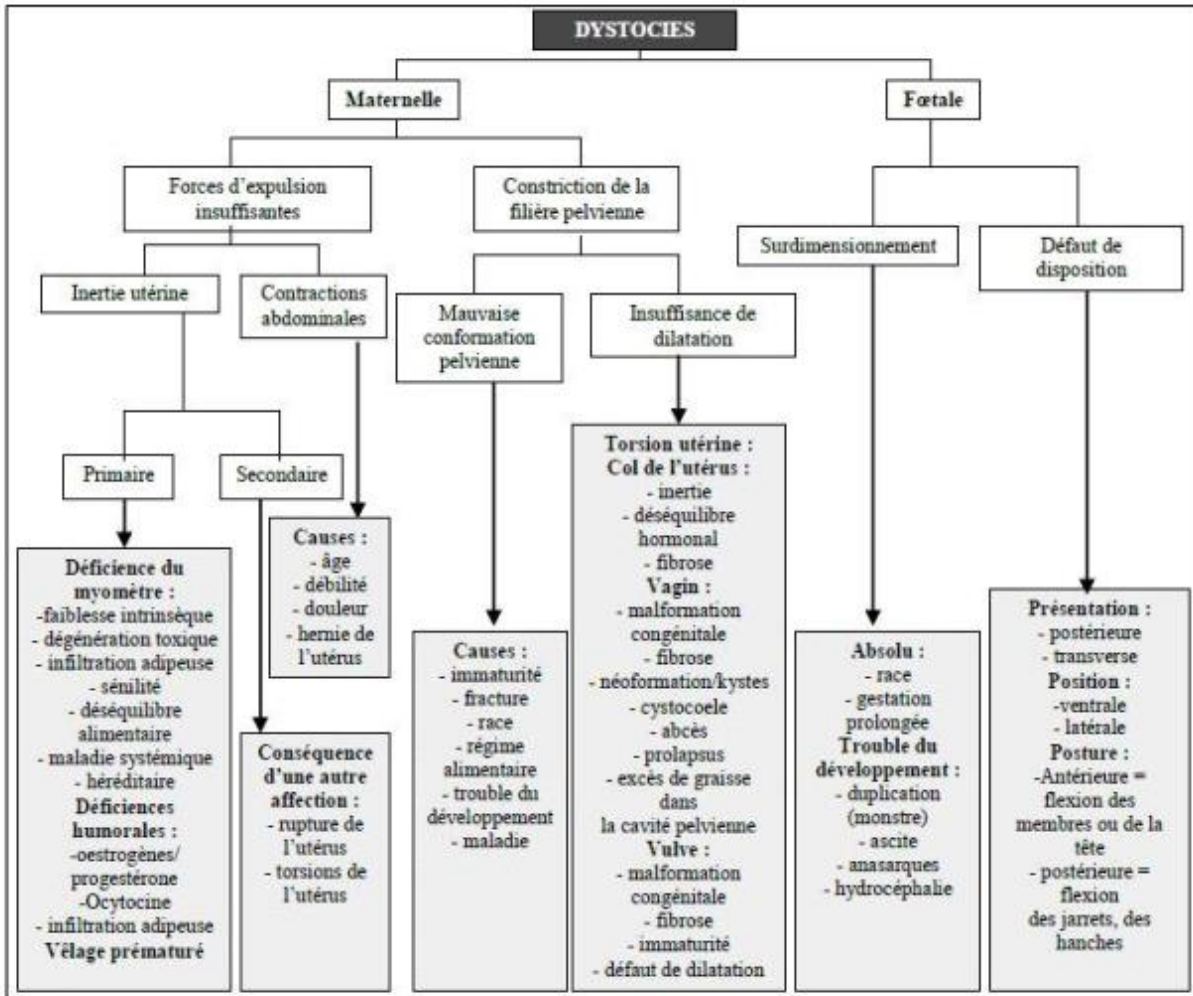 DYSTOCIES
Maternelle
Fœtale
Forces d'expulsion
insuffisantes
Constriction de la
filière pelvienne
Surdimensionnement
Défaut de
disposition
Inertie utérine
Contractions
abdominales
Mauvaise
conformation
pelvienne
Insuffisance de
dilatation
Primaire
Secondaire
Déficience du
myomètre :
-faiblesse intrinsèque
- dégénération toxique
- infiltration adipeuse
- sénilité
- déséquilibre
alimentaire
- maladie systémique
- héréditaire
Déficiences
humorales :
-oestrogènes/
progestérone
-Ocytocine
- infiltration adipeuse
Vêlage prématuré
Conséquence
d'une autre
affection :
- rupture de
l'utérus
- torsions de
l'utérus
Causes :
- âge
- débilité
- douleur
- hernie de
l'utérus
Causes :
- immaturité
- fracture
- race
- régime
alimentaire
- trouble du
développement
- maladie
Torsion utérine :
Col de l'utérus :
- inertie
- déséquilibre
hormonal
- fibrose
Vagin :
- malformation
congénitale
- fibrose
- néoformation/kystes
- cystocoele
- abcès
- prolapsus
- excès de graisse
dans
la cavité pelvienne
Vulve :
- malformation
congénitale
- fibrose
- immaturité
- défaut de dilatation
Absolu :
- race
- gestation
prolongée
Trouble du
développement :
- duplication
(monstre)
- ascite
- anasarques
- hydrocéphalie
Présentation :
- postérieure
- transverse
Position :
-ventrale
- latérale
Posture :
-Antérieure =
flexion des
membres ou de la
tête
- postérieure =
flexion
des jarrets, des
hanches